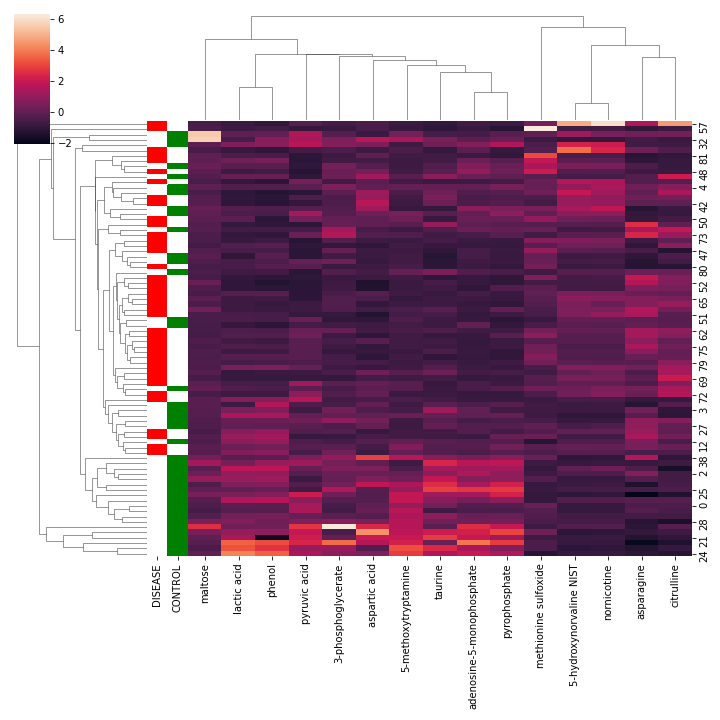 6
4
2
0
−2
57
32
81
48
4
42
50
73
47
80
52
65
51
62
75
79
69
72
3
27
12
38
2
25
0
28
21
24
DISEASE
CONTROL
maltose
lactic acid
phenol
pyruvic acid
3-phosphoglycerate
aspartic acid
5-methoxytryptamine
taurine
adenosine-5-monophosphate
pyrophosphate
methionine sulfoxide
5-hydroxynorvaline NIST
nornicotine
asparagine
citrulline